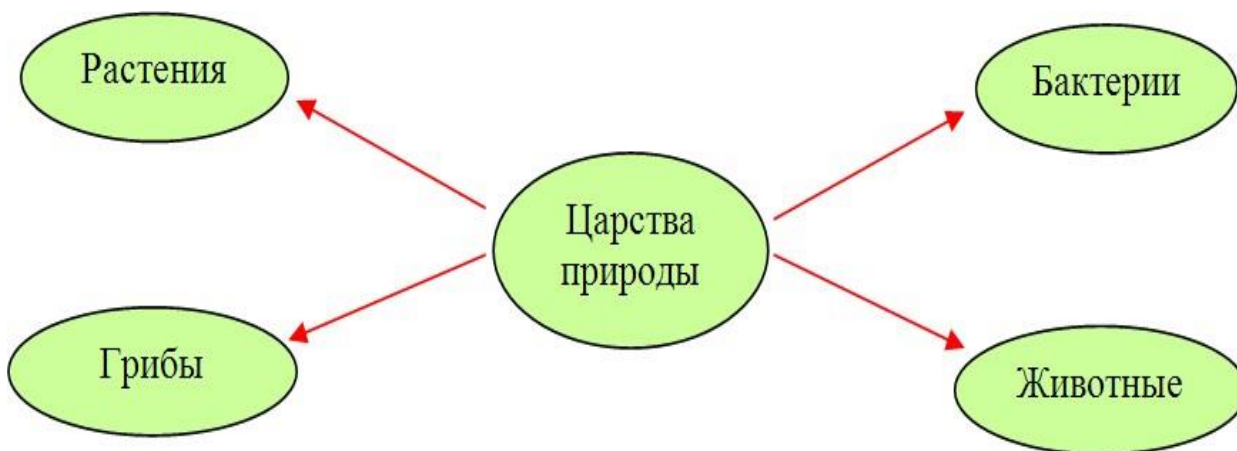 Растения
Бактерии
Царства
природы
Грибы
Животные